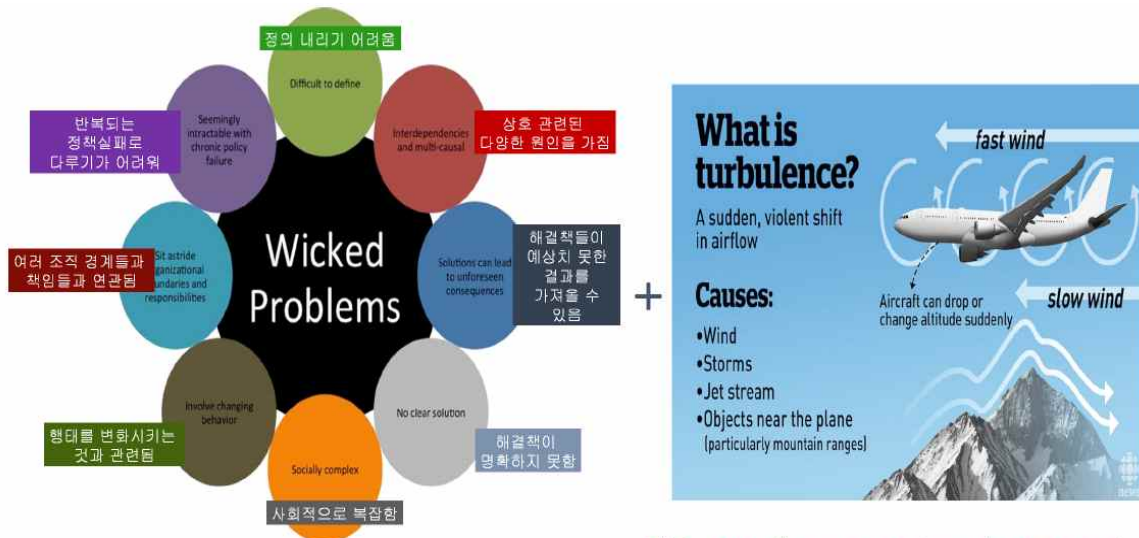 정의 내리기 어려움
Difficult to define
반복되는
정책실패로
다루기가 어려워
Seemingly
intractable with
chronic policy
failure
Interdependencies
and multi-causal
상호 관련된
다양한 원인을 가짐
여러 조직 경계들과
책임들과 연관됨
Sit astride
organizational
boundaries and
responsibilities
Wicked
Problems
Solutions can lead
to unforeseen
consequences
해결책들이
예상치 못한
결과를
가져올 수
있음
행태를 변화시키는
것과 관련됨
Involve changing
behavior
Socially complex
사회적으로 복잡함
No clear solution
해결책이
명확하지 못함
+
What is
turbulence?
A sudden, violent shift
in airflow
Causes:
•Wind
•Storms
•Jet stream
•Objects near the plane
(particularly mountain ranges)
fast wind
Aircraft can drop or
change altitude suddenly
slow wind